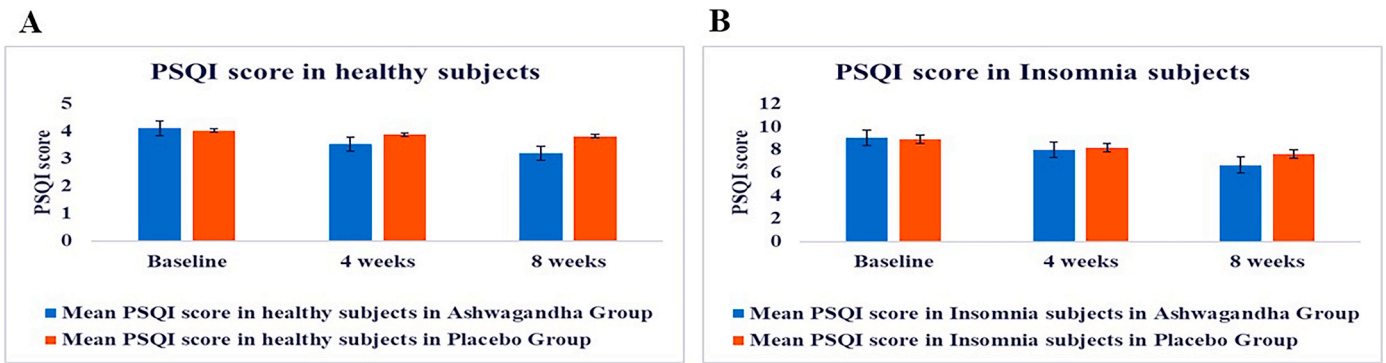 A
PSQI score in healthy subjects
PSQI score
5
4
3
2
1
0
Baseline
4 weeks
8 weeks
Mean PSQI score in healthy subjects in Ashwagandha Group
Mean PSQI score in healthy subjects in Placebo Group
B
PSQI score in Insomnia subjects
PSQI score
12
10
8
6
4
2
0
Baseline
4 weeks
8 weeks
Mean PSQI score in Insomnia subjects in Ashwagandha Group
Mean PSQI score in Insomnia subjects in Placebo Group